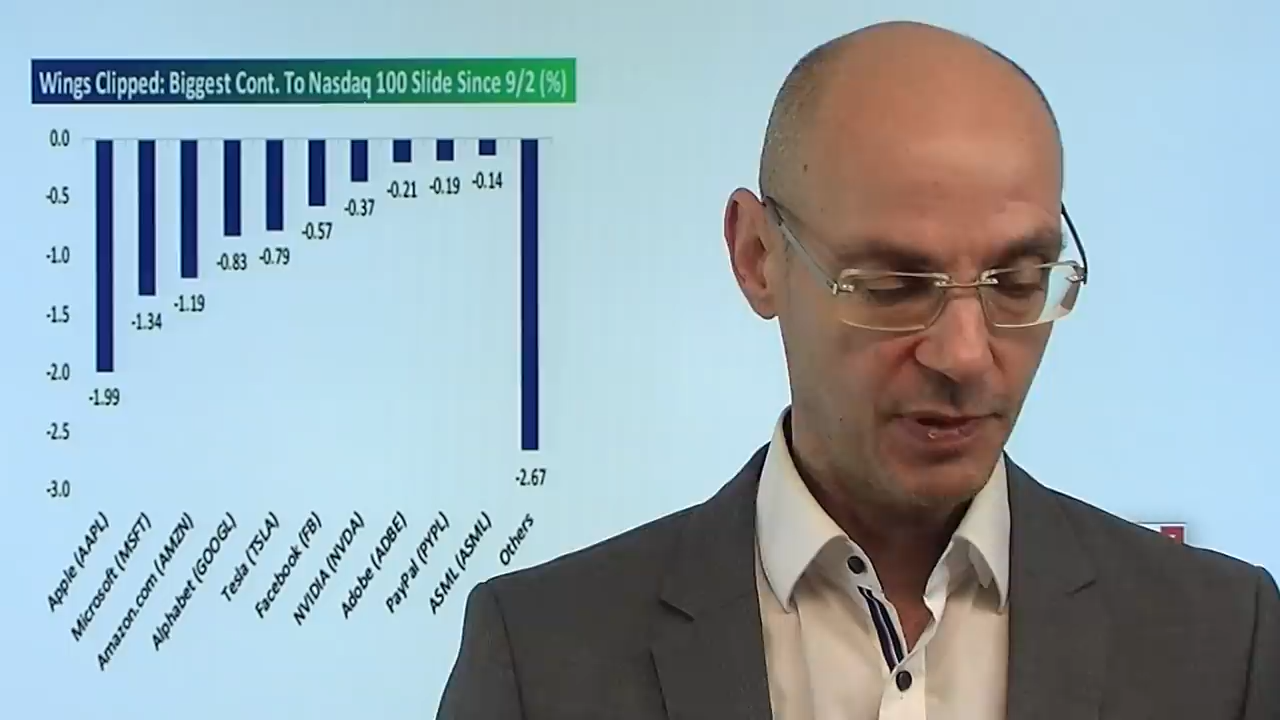 Wings Clipped: Biggest Cont. To Nasdaq 100 Slide Since 9/2 (%)
0.0
-0.5
-1.0
-1.5
-2.0
-2.5
-3.0
-1.99
-1.34
-1.19
-0.83
-0.79
-0.57
-0.37
-0.21
-0.19
-0.14
-2.67
Apple (AAPL)
Microsoft (MSFT)
Amazon.com (AMZN)
Alphabet (GOOGL)
Tesla (TSLA)
Facebook (FB)
NVIDIA (NVDA)
Adobe (ADBE)
PayPal (PYPL)
ASML (ASML)
Others